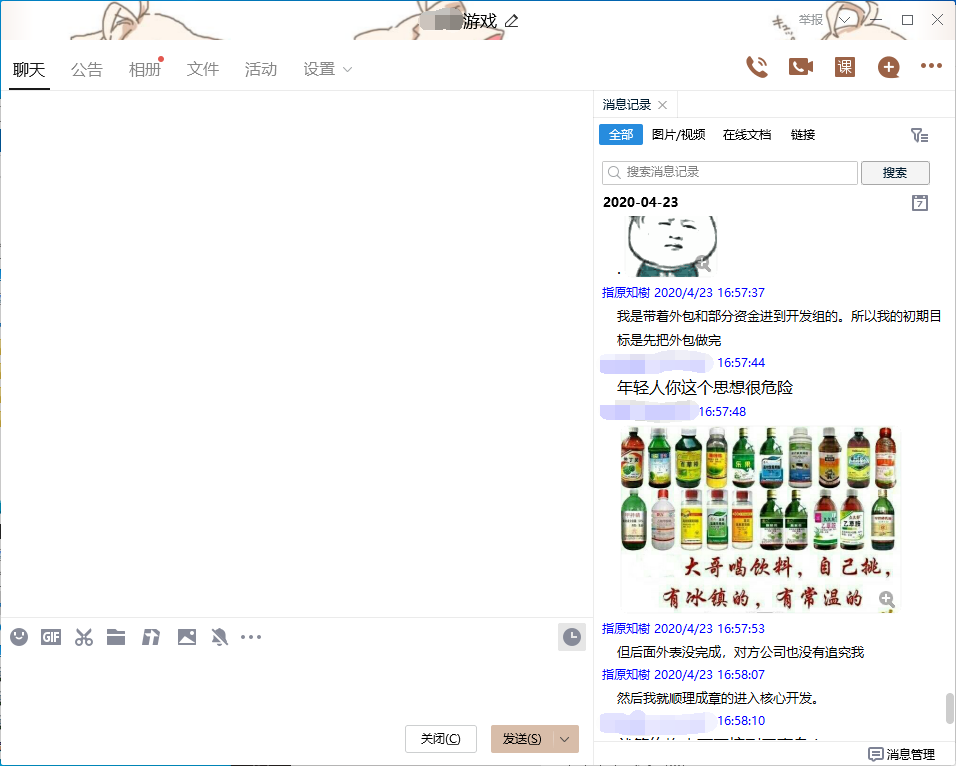 游戏
举报
聊天 公告 相册 文件 活动 设置
课
消息记录
全部 图片/视频 在线文档 链接
搜索消息记录 搜索
2020-04-23
7
指原知樹 2020/4/23 16:57:37
我是带着外包和部分资金进到开发组的。所以我的初期目
标是先把外包做完
16:57:44
年轻人你这个思想很危险
16:57:48
乐果
乙草胺
大哥喝饮料，自己挑，
有冰镇的，有常温的
指原知樹 2020/4/23 16:57:53
但后面外表没完成，对方公司也没有追究我
指原知樹 2020/4/23 16:58:07
然后我就顺理成章的进入核心开发。
16:58:10
GIF
关闭(C) 发送(S)
消息管理